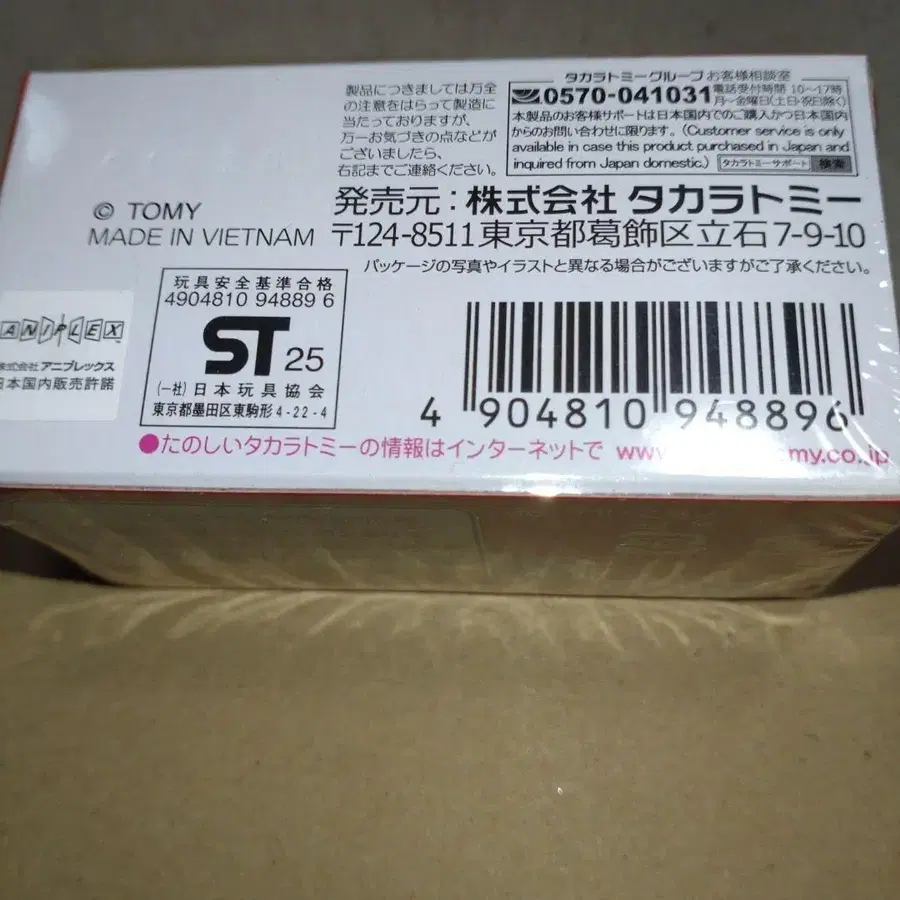 製品につきましては万全
の注意をはらって製造に
当たっておりますが、
万一お気づきの点などが
ございましたら、
右記までご連絡ください。
タカラトミーグループ お客様相談室
0570-041031 電話受付時間 10〜17時
月〜金曜日(土日・祝日除く)
本製品のお客様サポートは日本国内でのご購入かつ日本国内
からのお問い合わせに限ります。(Customer service is only
available in case this product purchased in Japan and
inquired from Japan domestic.) タカラトミーサポート 検索
© TOMY
MADE IN VIETNAM
発売元：株式会社 タカラトミー
〒124-8511 東京都葛飾区立石7-9-10
パッケージの写真やイラストと異なる場合がございますがご了承ください。
ANIPLEX
株式会社 アニプレックス
日本国内販売許諾
玩具安全基準合格
4904810 94889 6
ST 25
(一社)日本玩具協会
東京都墨田区東駒形4-22-4
4 904810 948896
●たのしいタカラトミーの情報はインターネットで www. omy.co.jp